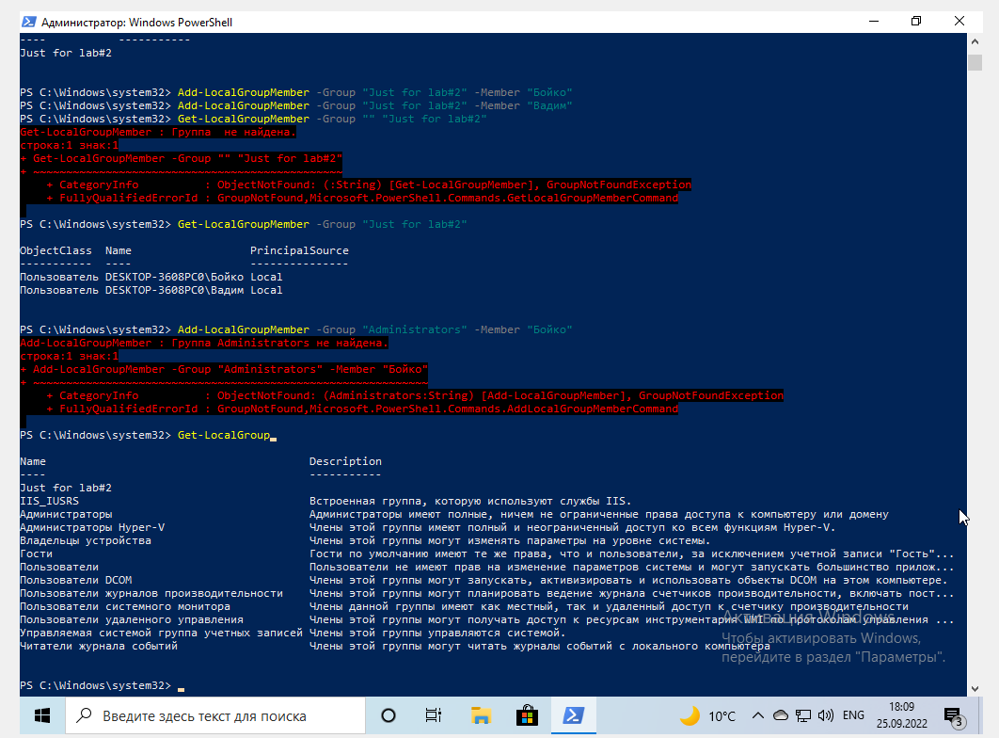 Администратор: Windows PowerShell
---- -----------
Just for lab#2
PS C:\Windows\system32> Add-LocalGroupMember -Group "Just for lab#2" -Member "Бойко"
PS C:\Windows\system32> Add-LocalGroupMember -Group "Just for lab#2" -Member "Вадим"
PS C:\Windows\system32> Get-LocalGroupMember -Group "" "Just for lab#2"
Get-LocalGroupMember : Группа  не найдена.
строка:1 знак:1
+ Get-LocalGroupMember -Group "" "Just for lab#2"
+ ~~~~~~~~~~~~~~~~~~~~~~~~~~~~~~~~~~~~~~~~~~~~~~~
+ CategoryInfo : ObjectNotFound: (:String) [Get-LocalGroupMember], GroupNotFoundException
+ FullyQualifiedErrorId : GroupNotFound,Microsoft.PowerShell.Commands.GetLocalGroupMemberCommand
PS C:\Windows\system32> Get-LocalGroupMember -Group "Just for lab#2"
ObjectClass Name PrincipalSource
----------- ---- ---------------
Пользователь DESKTOP-3608PC0\Бойко Local
Пользователь DESKTOP-3608PC0\Вадим Local
PS C:\Windows\system32> Add-LocalGroupMember -Group "Administrators" -Member "Бойко"
Add-LocalGroupMember : Группа Administrators не найдена.
строка:1 знак:1
+ Add-LocalGroupMember -Group "Administrators" -Member "Бойко"
+ ~~~~~~~~~~~~~~~~~~~~~~~~~~~~~~~~~~~~~~~~~~~~~~~~~~~~~~~~~~~~
+ CategoryInfo : ObjectNotFound: (Administrators:String) [Add-LocalGroupMember], GroupNotFoundException
+ FullyQualifiedErrorId : GroupNotFound,Microsoft.PowerShell.Commands.AddLocalGroupMemberCommand
PS C:\Windows\system32> Get-LocalGroup
Name Description
---- -----------
Just for lab#2
IIS_IUSRS Встроенная группа, которую используют службы IIS.
Администраторы Администраторы имеют полные, ничем не ограниченные права доступа к компьютеру или домену
Администраторы Hyper-V Члены этой группы имеют полный и неограниченный доступ ко всем функциям Hyper-V.
Владельцы устройства Члены этой группы могут изменять параметры на уровне системы.
Гости Гости по умолчанию имеют те же права, что и пользователи, за исключением учетной записи "Гость"...
Пользователи Пользователи не имеют прав на изменение параметров системы и могут запускать большинство прилож...
Пользователи DCOM Члены этой группы могут запускать, активизировать и использовать объекты DCOM на этом компьютере.
Пользователи журналов производительности Члены этой группы могут планировать ведение журнала счетчиков производительности, включать пост...
Пользователи системного монитора Члены данной группы имеют как местный, так и удаленный доступ к счетчику производительности
Пользователи удаленного управления Члены этой группы могут получать доступ к ресурсам инструментария WMI по протоколам управления ...
Управляемая системой группа учетных записей Члены этой группы управляются системой.
Читатели журнала событий Члены этой группы могут читать журналы событий с локального компьютера
Активация Windows
Чтобы активировать Windows,
перейдите в раздел "Параметры".
PS C:\Windows\system32>
Введите здесь текст для поиска
10°C
ENG
18:09
25.09.2022
3